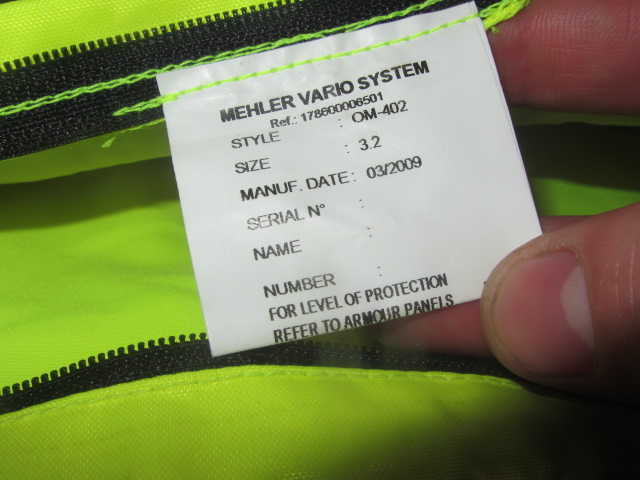 MEHLER VARIO SYSTEM
Ref.: 178600006501
STYLE : OM-402
SIZE : 3.2
MANUF. DATE : 03/2009
SERIAL N° :
NAME :
NUMBER :
FOR LEVEL OF PROTECTION
REFER TO ARMOUR PANELS